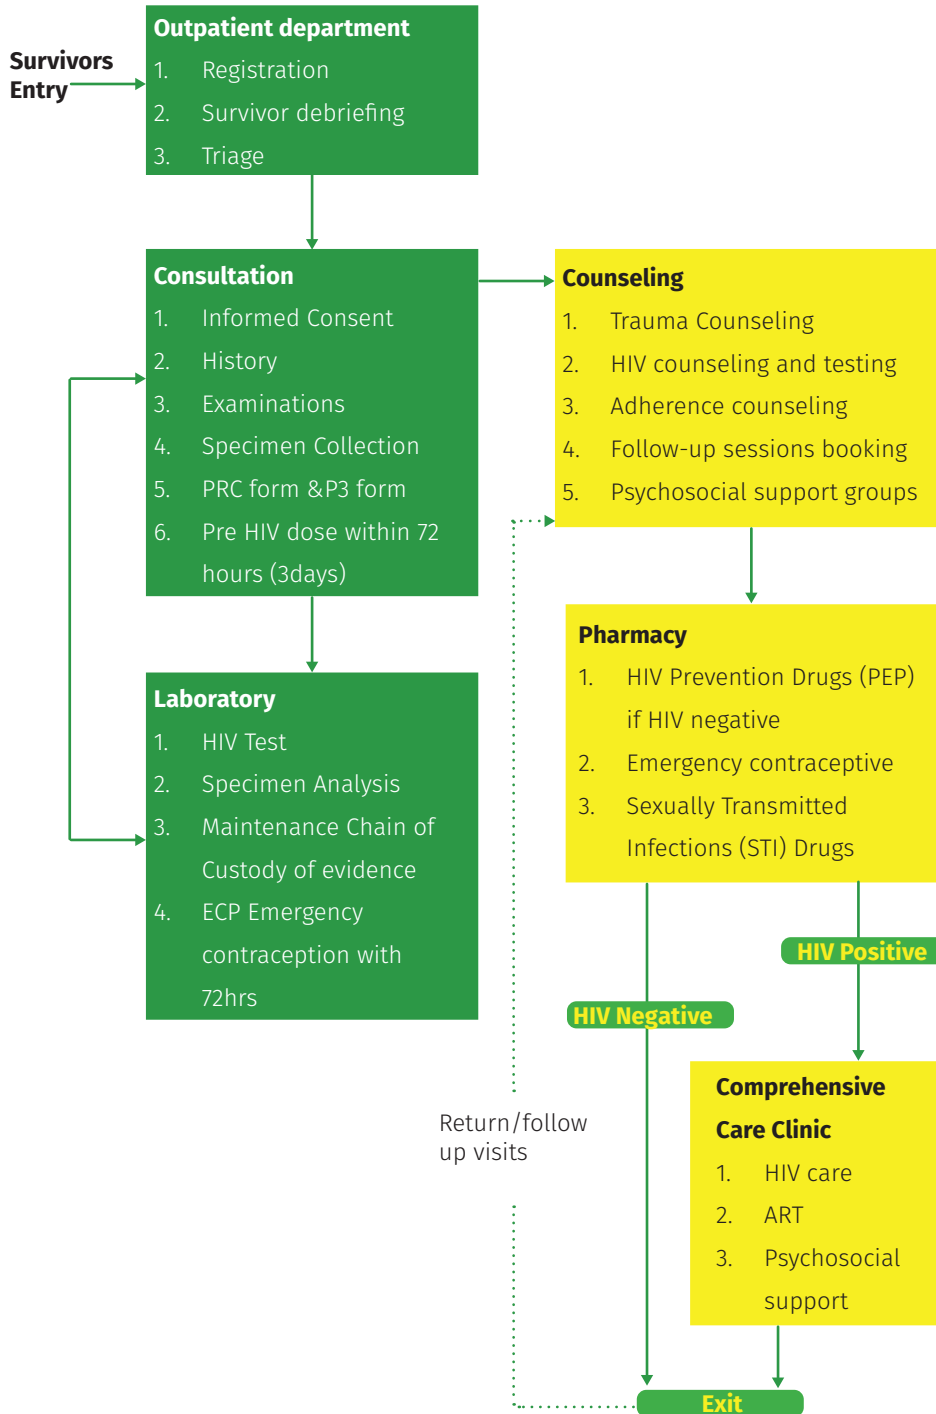 Survivors
Entry
Outpatient department
1. Registration
2. Survivor debriefing
3. Triage
Consultation
1. Informed Consent
2. History
3. Examinations
4. Specimen Collection
5. PRC form &P3 form
6. Pre HIV dose within 72
hours (3days)
Counseling
1. Trauma Counseling
2. HIV counseling and testing
3. Adherence counseling
4. Follow-up sessions booking
5. Psychosocial support groups
Laboratory
1. HIV Test
2. Specimen Analysis
3. Maintenance Chain of
Custody of evidence
4. ECP Emergency
contraception with
72hrs
Pharmacy
1. HIV Prevention Drugs (PEP)
if HIV negative
2. Emergency contraceptive
3. Sexually Transmitted
Infections (STI) Drugs
HIV Positive
HIV Negative
Comprehensive
Care Clinic
1. HIV care
2. ART
3. Psychosocial
support
Return/follow
up visits
Exit